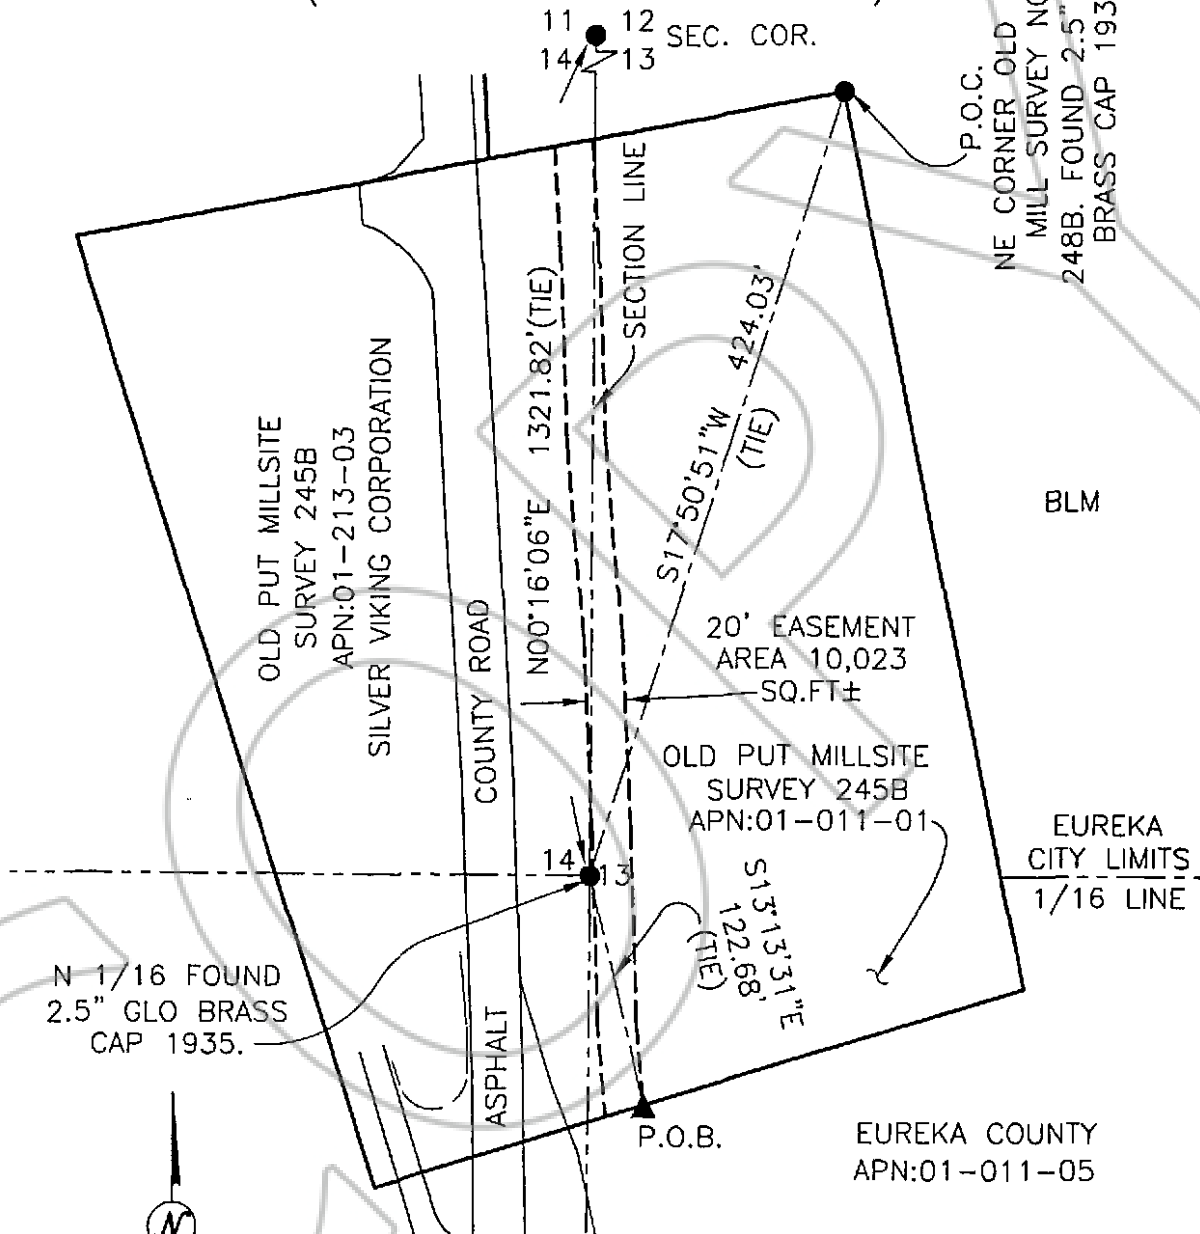 11 12
14 13
SEC. COR.
P.O.C.
NE CORNER OLD
MILL SURVEY
248B. FOUND 2.5"
BRASS CAP
SECTION LINE
N00°16'06"E 1321.82'(TIE)
S17°50'51"W 424.03'
(TIE)
OLD PUT MILLSITE
SURVEY 245B
APN:01-213-03
SILVER VIKING CORPORATION
COUNTY ROAD
BLM
20' EASEMENT
AREA 10,023
SQ.FT±
OLD PUT MILLSITE
SURVEY 245B
APN:01-011-01
EUREKA
CITY LIMITS
1/16 LINE
14 13
S13°13'31"E
122.68'
(TIE)
N 1/16 FOUND
2.5" GLO BRASS
CAP 1935.
ASPHALT
P.O.B.
EUREKA COUNTY
APN:01-011-05
N